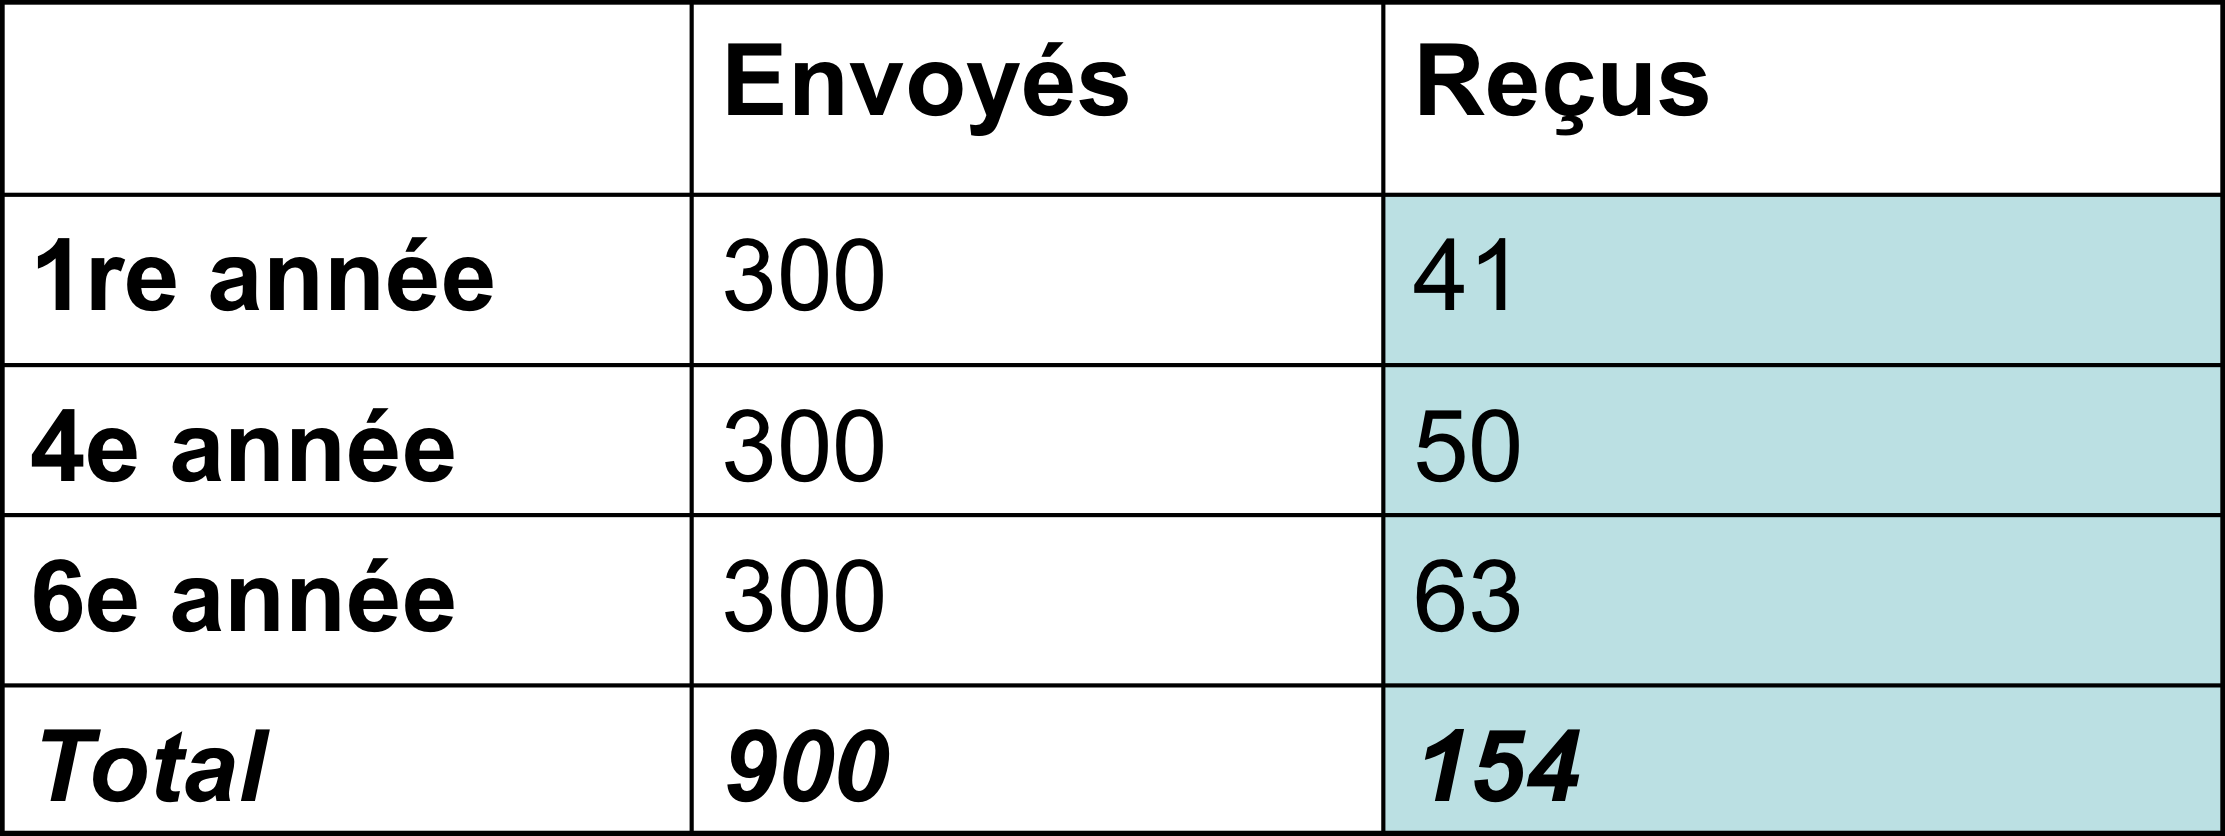 Envoyés Reçus
1re année 300 41
4e année 300 50
6e année 300 63
Total 900 154